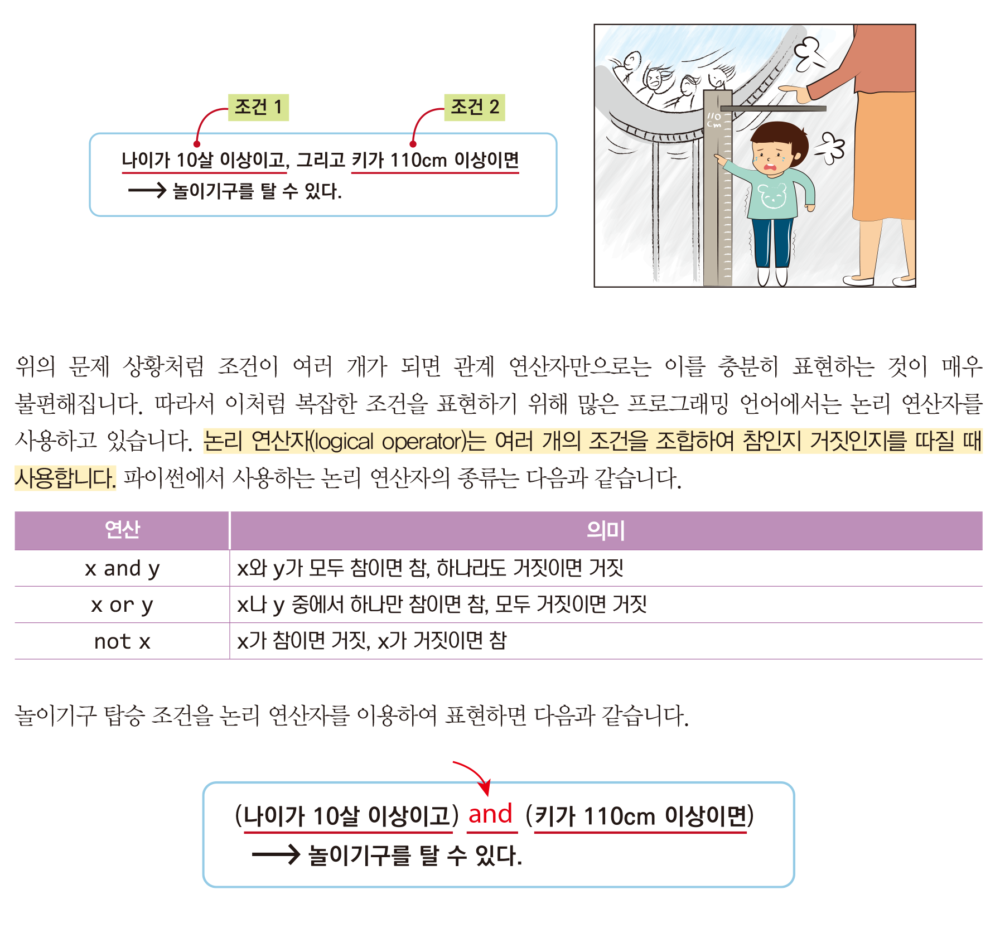 조건 1
조건 2
나이가 10살 이상이고, 그리고 키가 110cm 이상이면
→ 놀이기구를 탈 수 있다.
110
cm
위의 문제 상황처럼 조건이 여러 개가 되면 관계 연산자만으로는 이를 충분히 표현하는 것이 매우
불편해집니다. 따라서 이처럼 복잡한 조건을 표현하기 위해 많은 프로그래밍 언어에서는 논리 연산자를
사용하고 있습니다. 논리 연산자(logical operator)는 여러 개의 조건을 조합하여 참인지 거짓인지를 따질 때
사용합니다. 파이썬에서 사용하는 논리 연산자의 종류는 다음과 같습니다.
연산 의미
x and y x와 y가 모두 참이면 참, 하나라도 거짓이면 거짓
x or y x나 y 중에서 하나만 참이면 참, 모두 거짓이면 거짓
not x x가 참이면 거짓, x가 거짓이면 참
놀이기구 탑승 조건을 논리 연산자를 이용하여 표현하면 다음과 같습니다.
(나이가 10살 이상이고) and (키가 110cm 이상이면)
→ 놀이기구를 탈 수 있다.